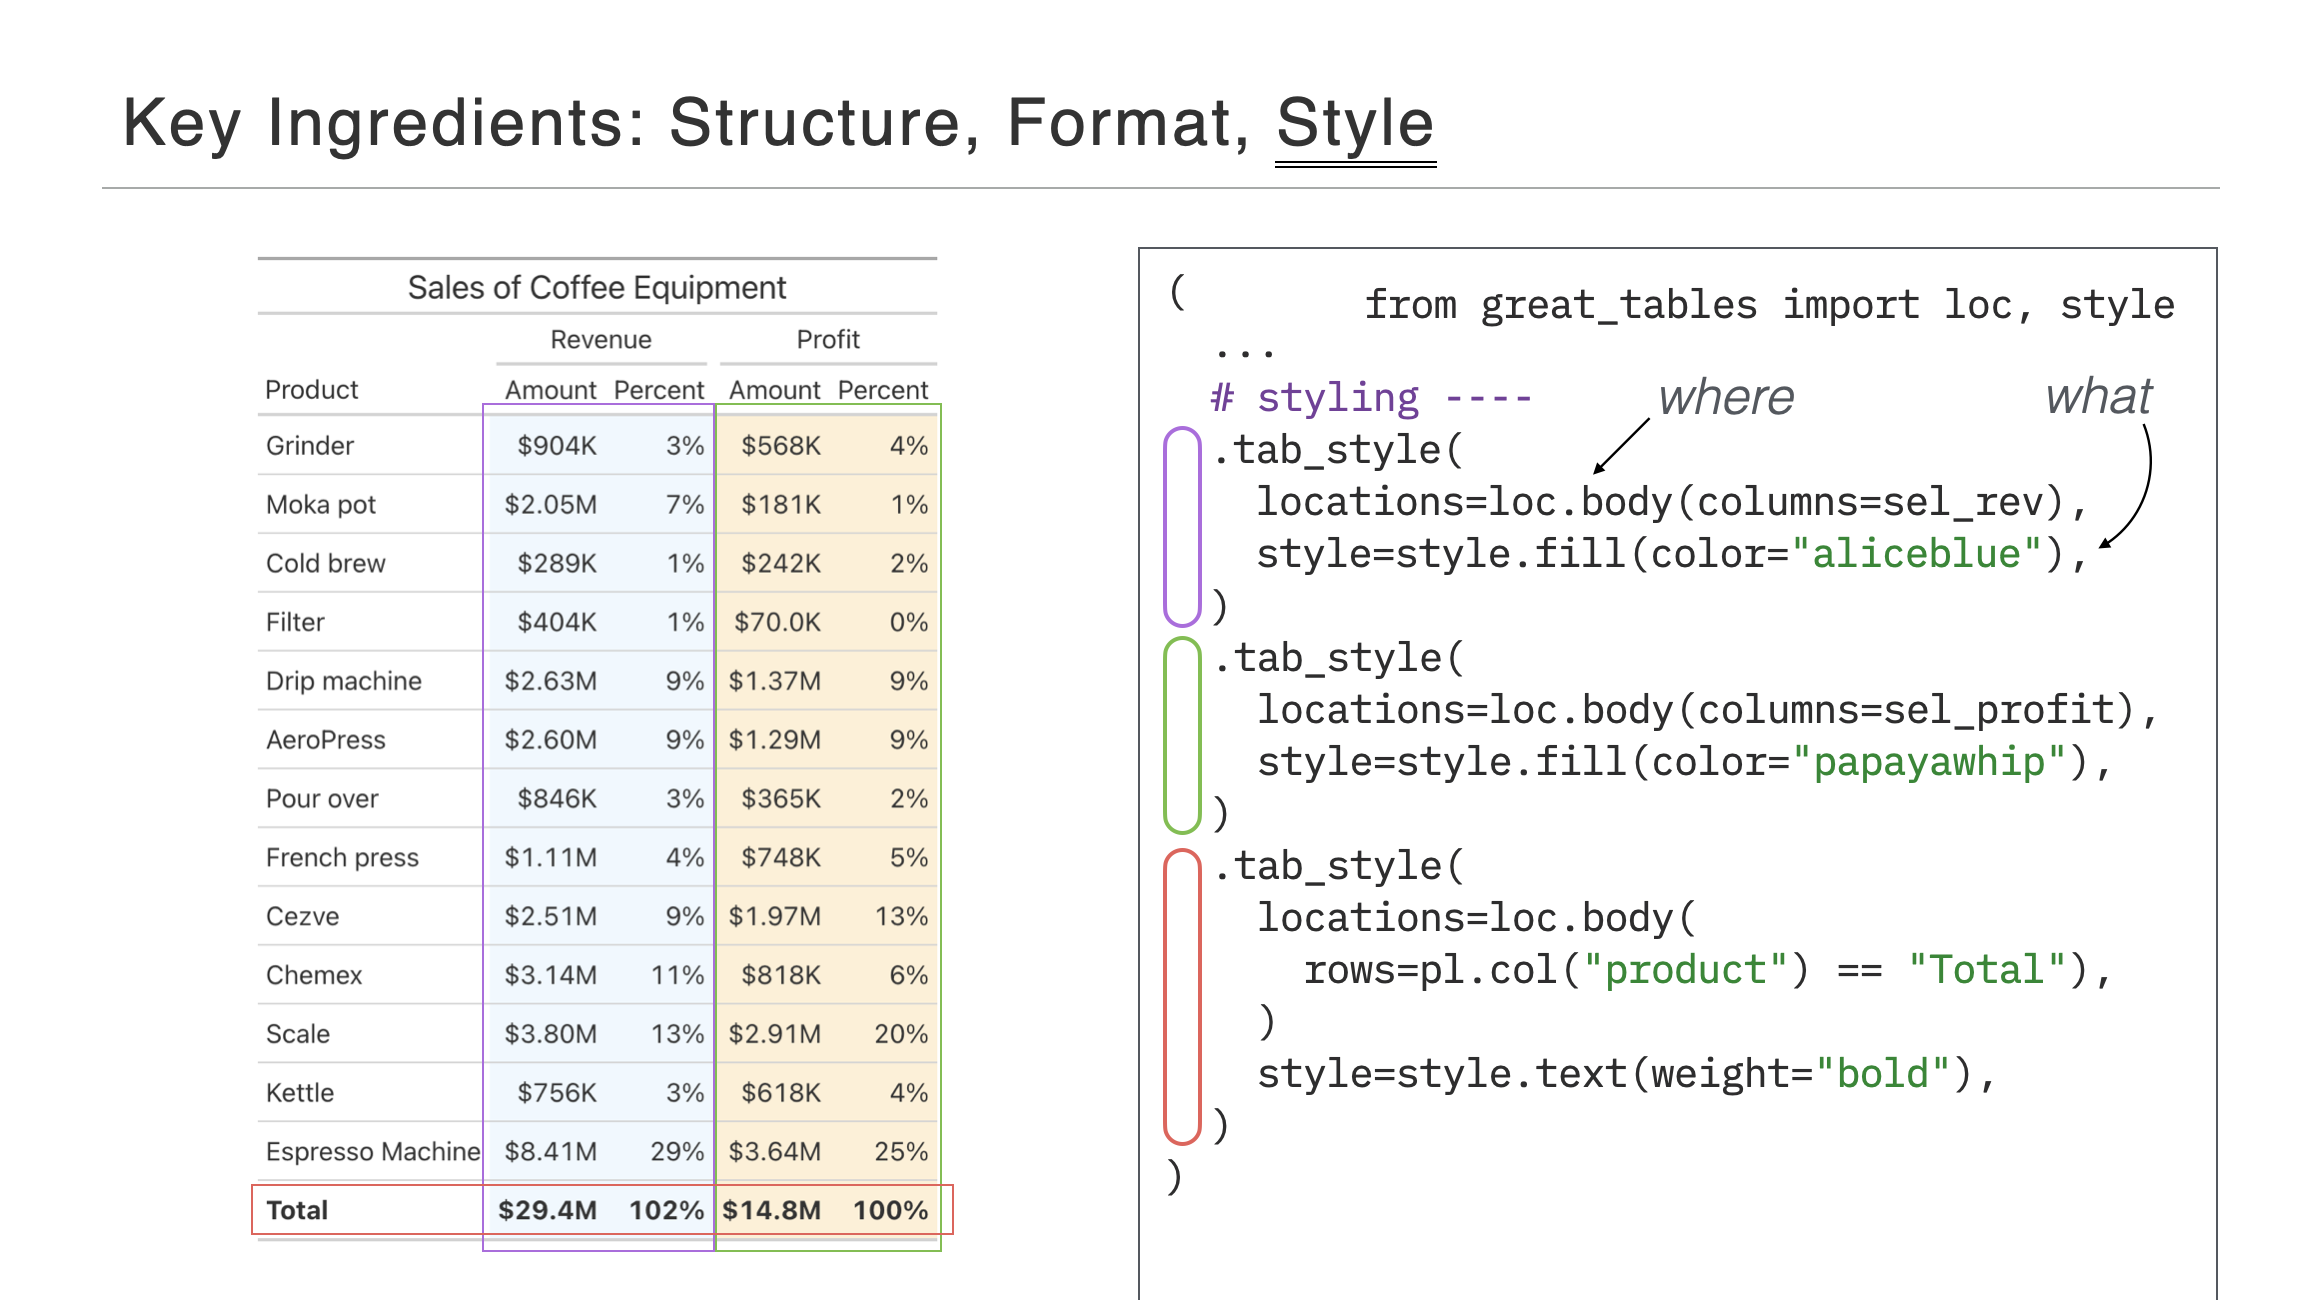 Key Ingredients: Structure, Format, Style
Sales of Coffee Equipment
Revenue Profit
Product Amount Percent Amount Percent
Grinder $904K 3% $568K 4%
Moka pot $2.05M 7% $181K 1%
Cold brew $289K 1% $242K 2%
Filter $404K 1% $70.0K 0%
Drip machine $2.63M 9% $1.37M 9%
AeroPress $2.60M 9% $1.29M 9%
Pour over $846K 3% $365K 2%
French press $1.11M 4% $748K 5%
Cezve $2.51M 9% $1.97M 13%
Chemex $3.14M 11% $818K 6%
Scale $3.80M 13% $2.91M 20%
Kettle $756K 3% $618K 4%
Espresso Machine $8.41M 29% $3.64M 25%
Total $29.4M 102% $14.8M 100%
(
from great_tables import loc, style
...
# styling ----
where
what
.tab_style(
locations=loc.body(columns=sel_rev),
style=style.fill(color="aliceblue"),
)
.tab_style(
locations=loc.body(columns=sel_profit),
style=style.fill(color="papayawhip"),
)
.tab_style(
locations=loc.body(
rows=pl.col("product") == "Total"),
)
style=style.text(weight="bold"),
)
)